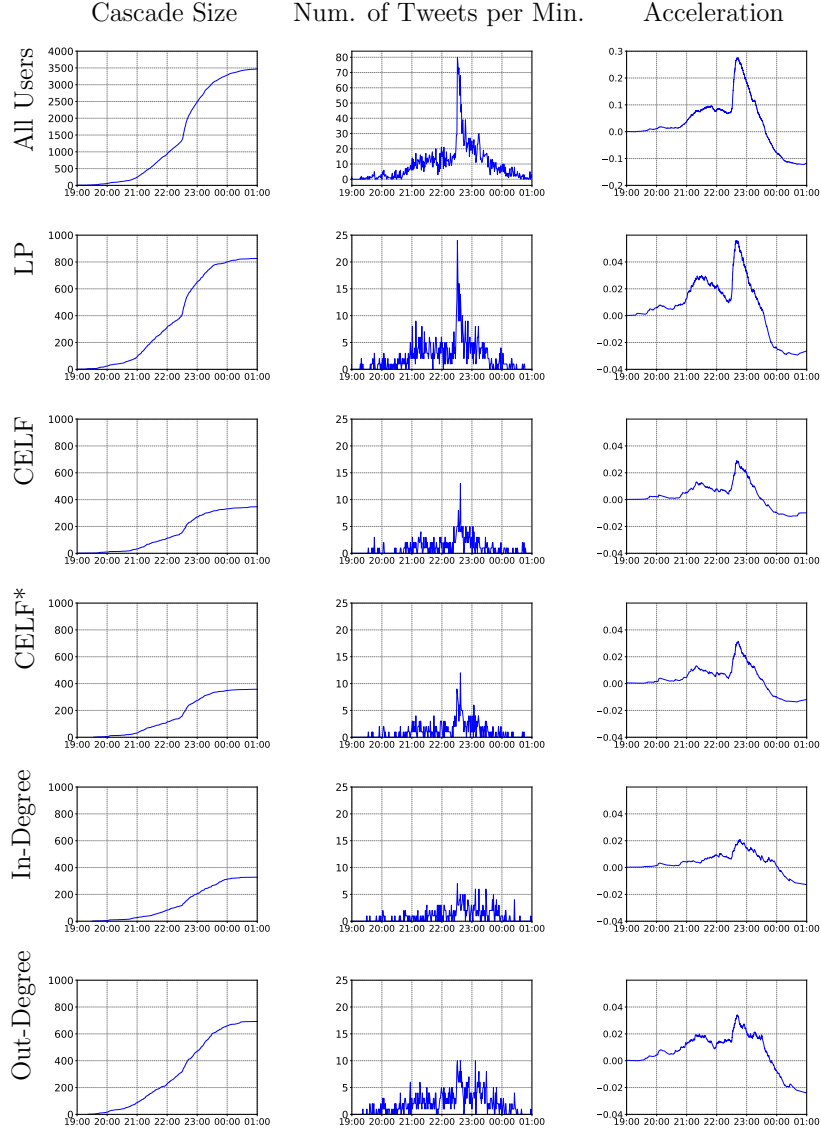 Cascade Size Num. of Tweets per Min. Acceleration
All Users
4000 3500 3000 2500 2000 1500 1000 500 0
19:00 20:00 21:00 22:00 23:00 00:00 01:00
80 70 60 50 40 30 20 10 0
19:00 20:00 21:00 22:00 23:00 00:00 01:00
0.3 0.2 0.1 0.0 −0.1 −0.2
19:00 20:00 21:00 22:00 23:00 00:00 01:00
LP
1000 800 600 400 200 0
19:00 20:00 21:00 22:00 23:00 00:00 01:00
25 20 15 10 5 0
19:00 20:00 21:00 22:00 23:00 00:00 01:00
0.04 0.02 0.00 −0.02 −0.04
19:00 20:00 21:00 22:00 23:00 00:00 01:00
CELF
1000 800 600 400 200 0
19:00 20:00 21:00 22:00 23:00 00:00 01:00
25 20 15 10 5 0
19:00 20:00 21:00 22:00 23:00 00:00 01:00
0.04 0.02 0.00 −0.02 −0.04
19:00 20:00 21:00 22:00 23:00 00:00 01:00
CELF*
1000 800 600 400 200 0
19:00 20:00 21:00 22:00 23:00 00:00 01:00
25 20 15 10 5 0
19:00 20:00 21:00 22:00 23:00 00:00 01:00
0.04 0.02 0.00 −0.02 −0.04
19:00 20:00 21:00 22:00 23:00 00:00 01:00
In-Degree
1000 800 600 400 200 0
19:00 20:00 21:00 22:00 23:00 00:00 01:00
25 20 15 10 5 0
19:00 20:00 21:00 22:00 23:00 00:00 01:00
0.04 0.02 0.00 −0.02 −0.04
19:00 20:00 21:00 22:00 23:00 00:00 01:00
Out-Degree
1000 800 600 400 200 0
19:00 20:00 21:00 22:00 23:00 00:00 01:00
25 20 15 10 5 0
19:00 20:00 21:00 22:00 23:00 00:00 01:00
0.04 0.02 0.00 −0.02 −0.04
19:00 20:00 21:00 22:00 23:00 00:00 01:00